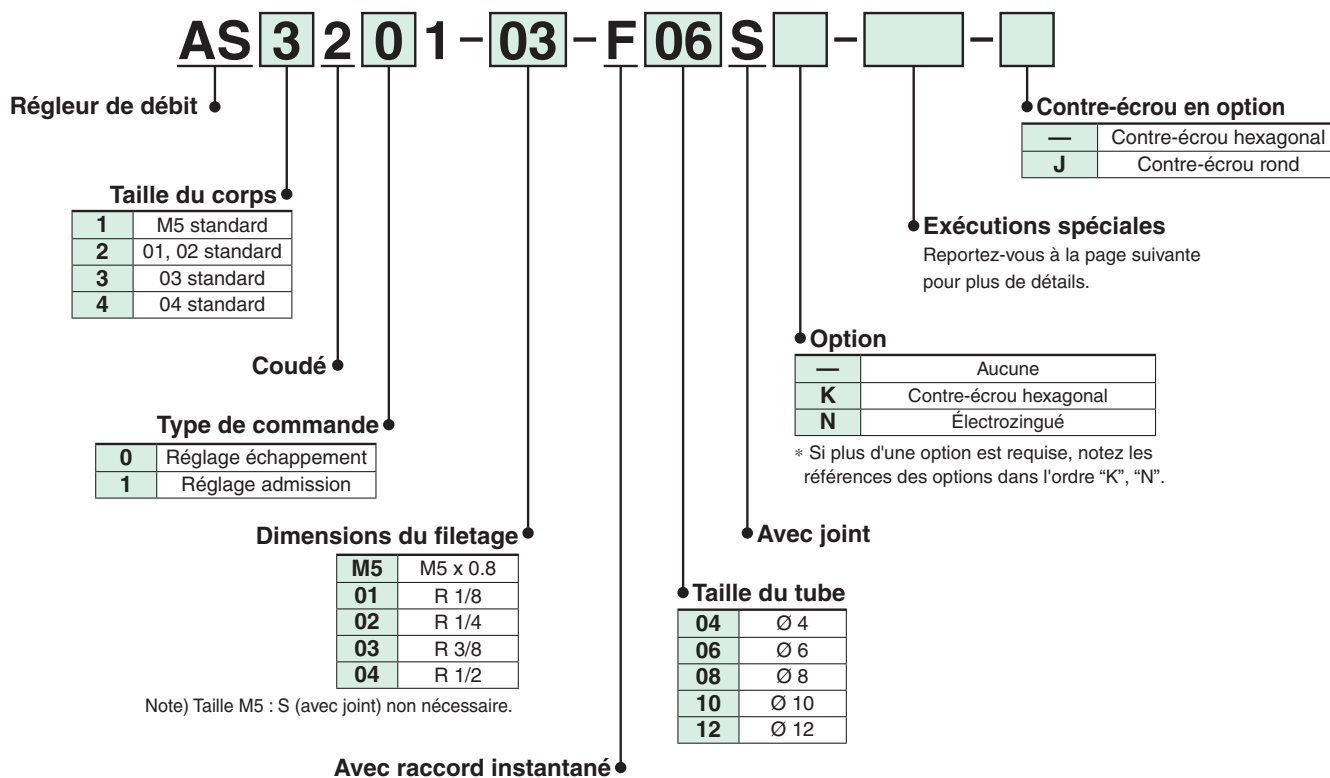 AS 3 2 0 1 – 03 – F 06 S – –
Régleur de débit
Contre-écrou en option
— Contre-écrou hexagonal
J Contre-écrou rond
Taille du corps
1 M5 standard
2 01, 02 standard
3 03 standard
4 04 standard
Exécutions spéciales
Reportez-vous à la page suivante
pour plus de détails.
Coudé
Option
— Aucune
K Contre-écrou hexagonal
N Électrozingué
* Si plus d'une option est requise, notez les
références des options dans l'ordre “K”, “N”.
Type de commande
0 Réglage échappement
1 Réglage admission
Dimensions du filetage
M5 M5 x 0.8
01 R 1/8
02 R 1/4
03 R 3/8
04 R 1/2
Note) Taille M5 : S (avec joint) non nécessaire.
Avec joint
Taille du tube
04 Ø 4
06 Ø 6
08 Ø 8
10 Ø 10
12 Ø 12
Avec raccord instantané